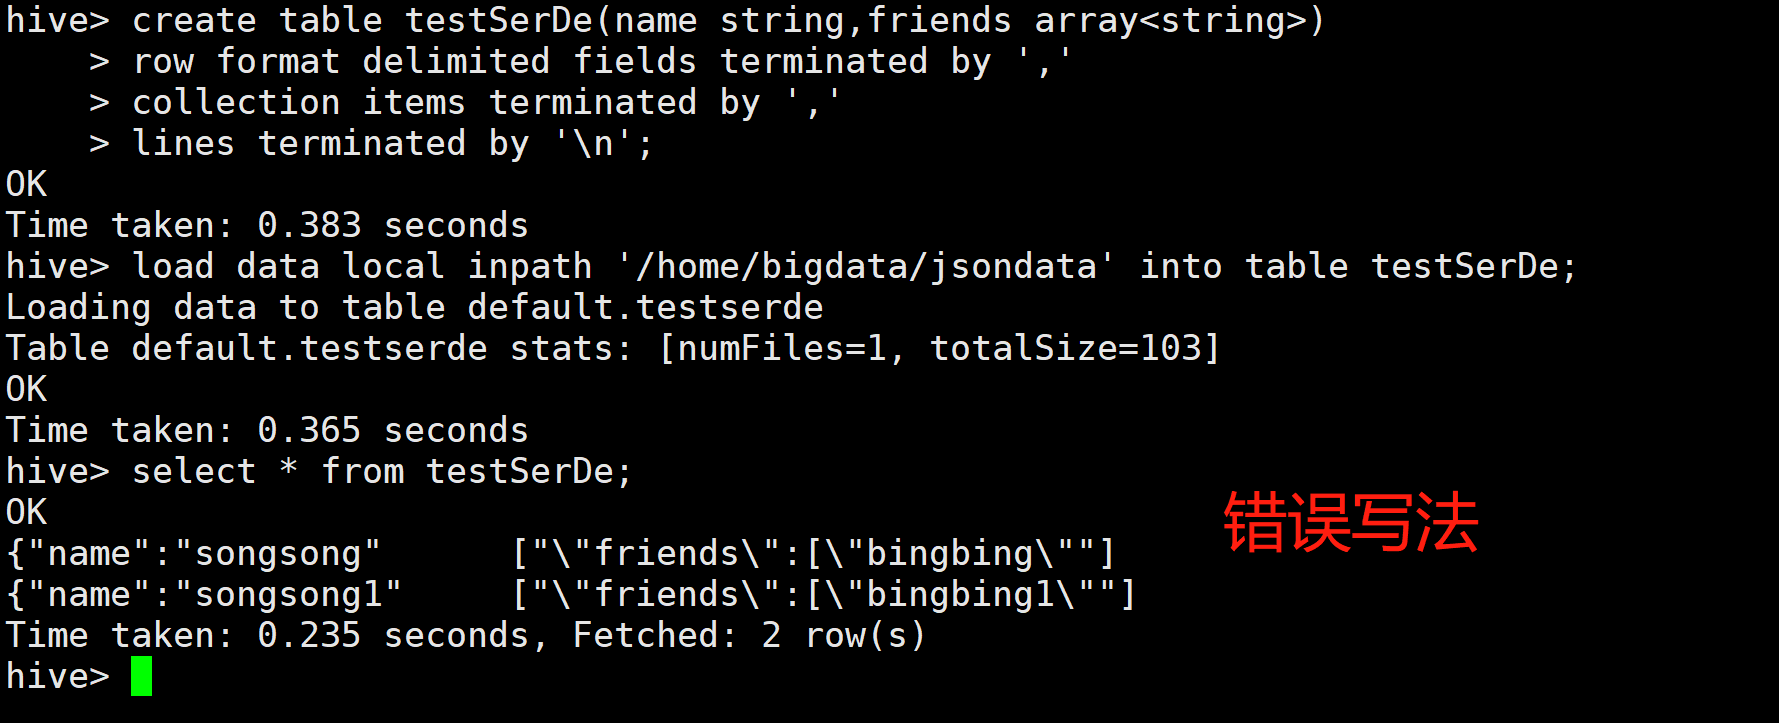 hive> create table testSerDe(name string,friends array<string>)
    > row format delimited fields terminated by ','
    > collection items terminated by ','
    > lines terminated by '\n';
OK
Time taken: 0.383 seconds
hive> load data local inpath '/home/bigdata/jsondata' into table testSerDe;
Loading data to table default.testserde
Table default.testserde stats: [numFiles=1, totalSize=103]
OK
Time taken: 0.365 seconds
hive> select * from testSerDe;
OK
错误写法
{"name":"songsong"      ["\"friends\":[\"bingbing\""]
{"name":"songsong1"     ["\"friends\":[\"bingbing1\""]
Time taken: 0.235 seconds, Fetched: 2 row(s)
hive>